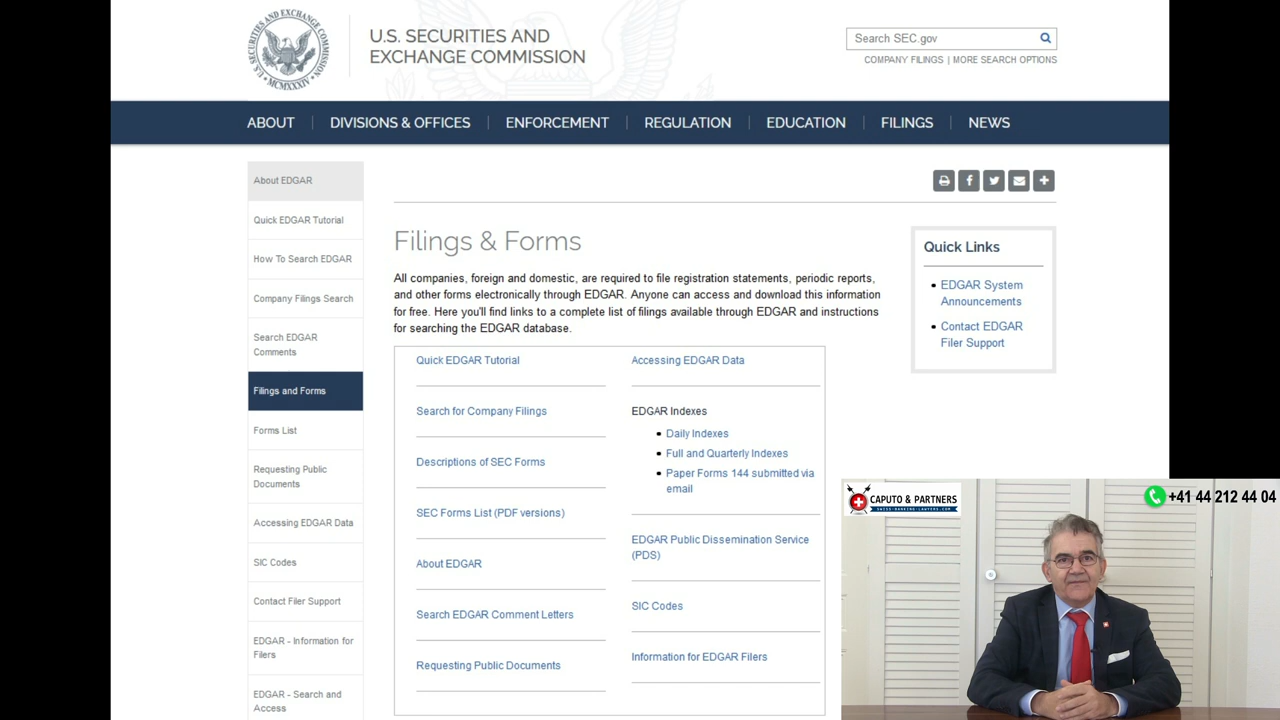 U.S. SECURITIES AND EXCHANGE COMMISSION
MCMXXXIV
U.S. SECURITIES AND
EXCHANGE COMMISSION
Search SEC.gov
COMPANY FILINGS | MORE SEARCH OPTIONS
ABOUT
DIVISIONS & OFFICES
ENFORCEMENT
REGULATION
EDUCATION
FILINGS
NEWS
About EDGAR
Quick EDGAR Tutorial
How To Search EDGAR
Company Filings Search
Search EDGAR
Comments
Filings and Forms
Forms List
Requesting Public
Documents
Accessing EDGAR Data
SIC Codes
Contact Filer Support
EDGAR - Information for
Filers
EDGAR - Search and
Access
Filings & Forms
All companies, foreign and domestic, are required to file registration statements, periodic reports,
and other forms electronically through EDGAR. Anyone can access and download this information
for free. Here you'll find links to a complete list of filings available through EDGAR and instructions
for searching the EDGAR database.
Quick EDGAR Tutorial
Search for Company Filings
Descriptions of SEC Forms
SEC Forms List (PDF versions)
About EDGAR
Search EDGAR Comment Letters
Requesting Public Documents
Accessing EDGAR Data
EDGAR Indexes
Daily Indexes
Full and Quarterly Indexes
Paper Forms 144 submitted via
email
EDGAR Public Dissemination Service
(PDS)
SIC Codes
Information for EDGAR Filers
Quick Links
EDGAR System
Announcements
Contact EDGAR
Filer Support
CAPUTO & PARTNERS
SWISS-BANKING-LAWYERS.COM
+41 44 212 44 04